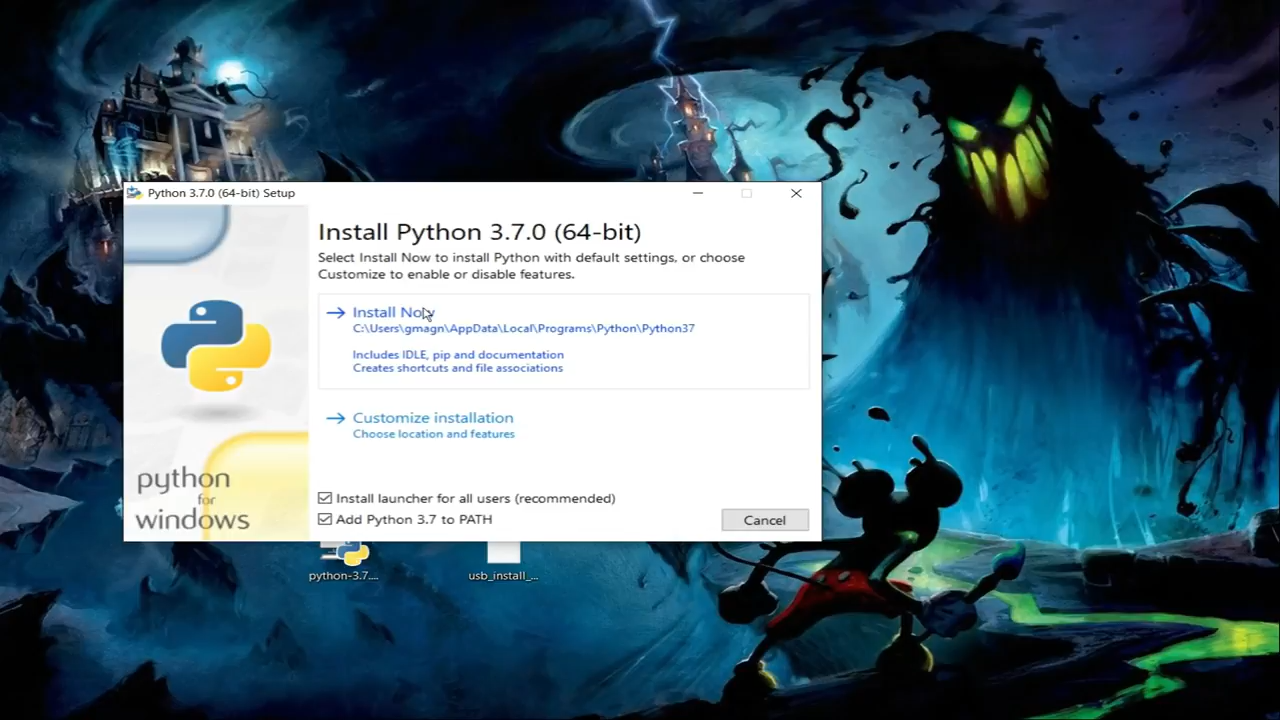 Python 3.7.0 (64-bit) Setup
Install Python 3.7.0 (64-bit)
Select Install Now to install Python with default settings, or choose
Customize to enable or disable features.
Install Now
C:\Users\gmagn\AppData\Local\Programs\Python\Python37
Includes IDLE, pip and documentation
Creates shortcuts and file associations
Customize installation
Choose location and features
python
for
windows
Install launcher for all users (recommended)
Add Python 3.7 to PATH
Cancel
python-3.7....
usb_install_...